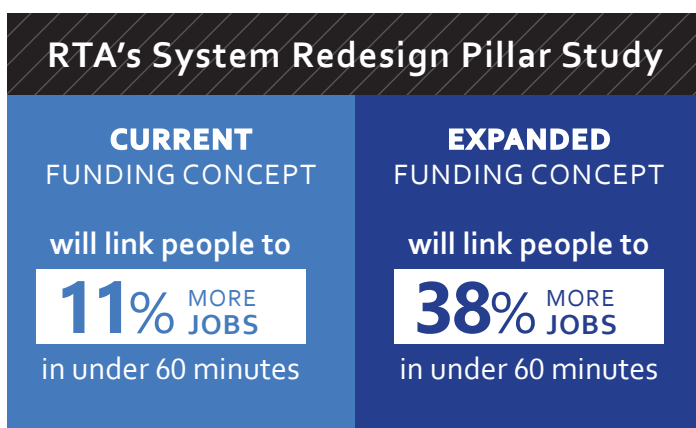 RTA's System Redesign Pillar Study
CURRENT
FUNDING CONCEPT
will link people to
11% MORE
JOBS
in under 60 minutes
EXPANDED
FUNDING CONCEPT
will link people to
38% MORE
JOBS
in under 60 minutes